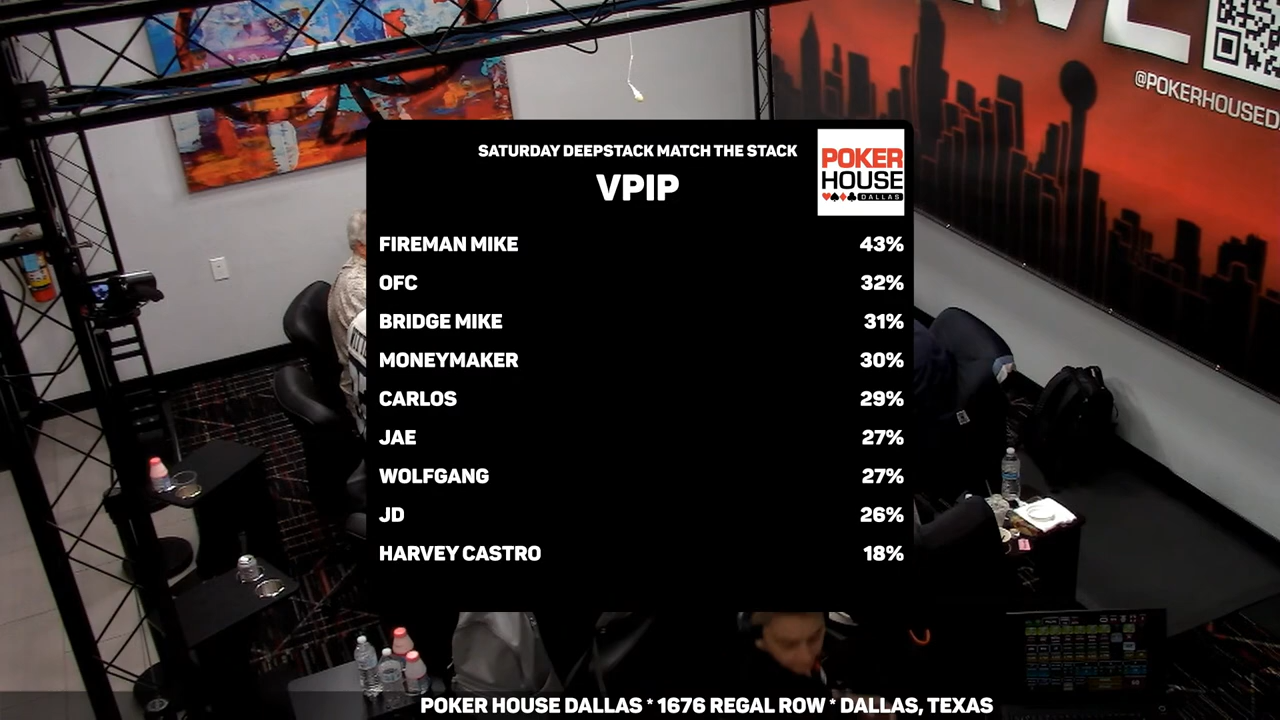 @POKERHOUSED
SATURDAY DEEPSTACK MATCH THE STACK
VPIP
POKER
HOUSE
DALLAS
FIREMAN MIKE 43%
OFC 32%
BRIDGE MIKE 31%
MONEYMAKER 30%
CARLOS 29%
JAE 27%
WOLFGANG 27%
JD 26%
HARVEY CASTRO 18%
POKER HOUSE DALLAS * 1676 REGAL ROW * DALLAS, TEXAS